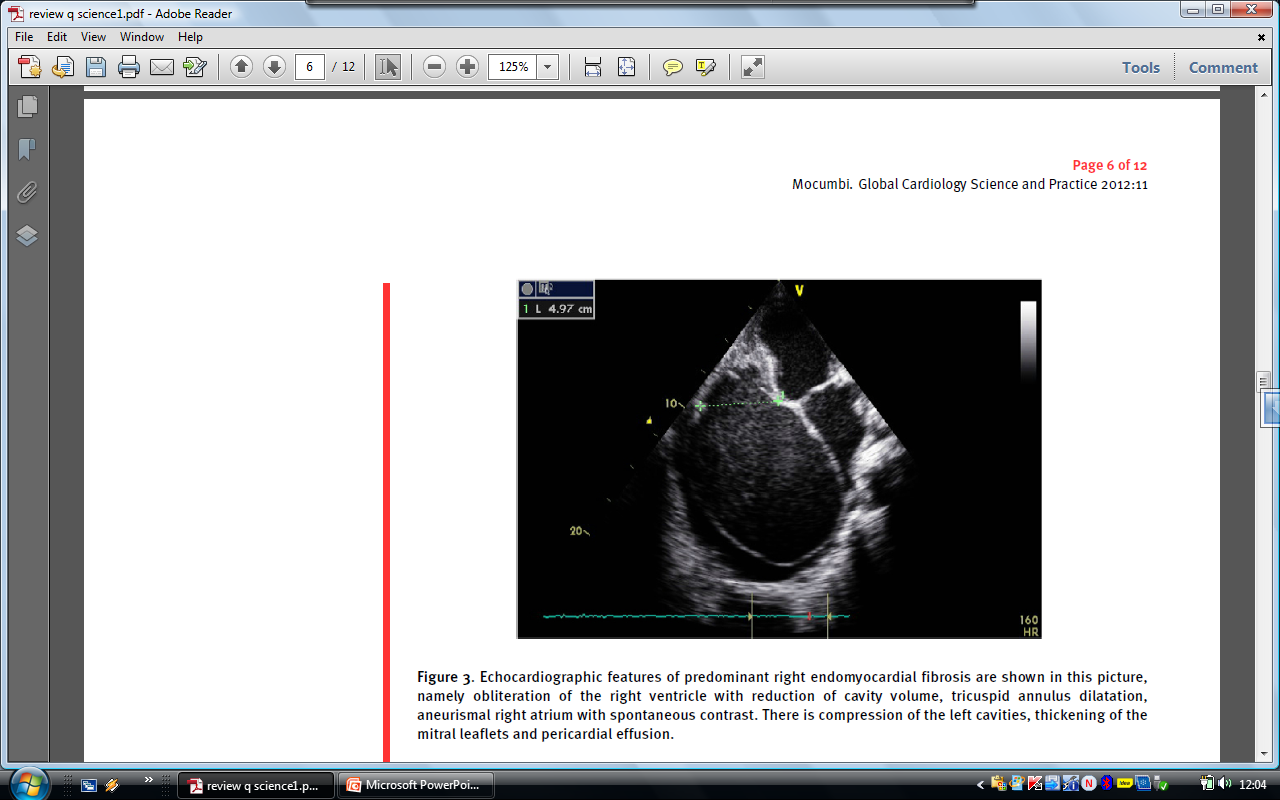 review q science1.pdf - Adobe Reader
File Edit View Window Help
6 / 12 125% Tools Comment
Page 6 of 12
Mocumbi. Global Cardiology Science and Practice 2012:11
V
1 L 4.97 cm
10
20
160
HR
Figure 3. Echocardiographic features of predominant right endomyocardial fibrosis are shown in this picture,
namely obliteration of the right ventricle with reduction of cavity volume, tricuspid annulus dilatation,
aneurismal right atrium with spontaneous contrast. There is compression of the left cavities, thickening of the
mitral leaflets and pericardial effusion.
review q science1.p... Microsoft PowerPoi... 12:04